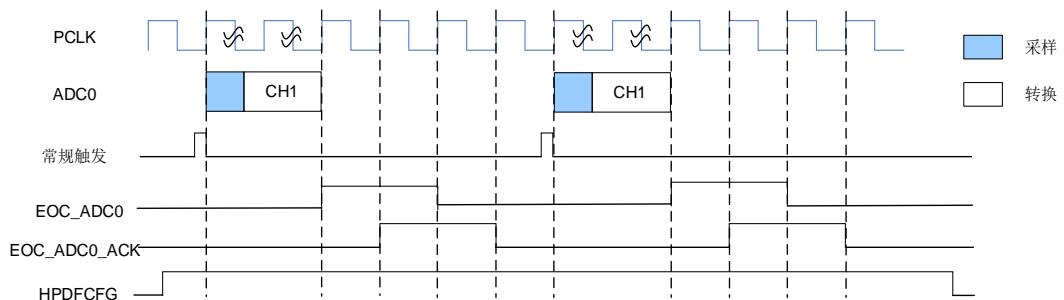 PCLK
采样
ADC0
CH1
CH1
转换
常规触发
EOC_ADC0
EOC_ADC0_ACK
HPDFCFG